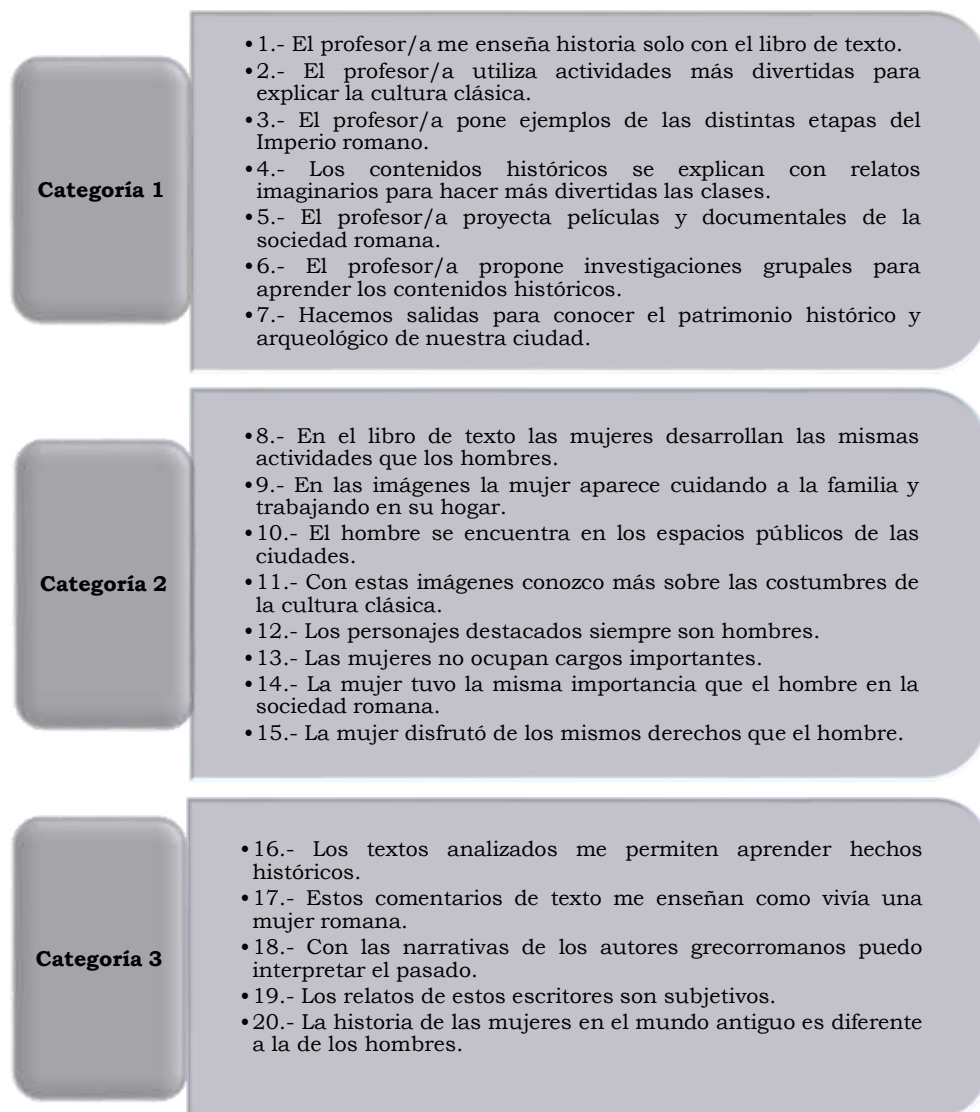 Categoría 1
•1.- El profesor/a me enseña historia solo con el libro de texto.
•2.- El profesor/a utiliza actividades más divertidas para
explicar la cultura clásica.
•3.- El profesor/a pone ejemplos de las distintas etapas del
Imperio romano.
•4.- Los contenidos históricos se explican con relatos
imaginarios para hacer más divertidas las clases.
•5.- El profesor/a proyecta películas y documentales de la
sociedad romana.
•6.- El profesor/a propone investigaciones grupales para
aprender los contenidos históricos.
•7.- Hacemos salidas para conocer el patrimonio histórico y
arqueológico de nuestra ciudad.
Categoría 2
•8.- En el libro de texto las mujeres desarrollan las mismas
actividades que los hombres.
•9.- En las imágenes la mujer aparece cuidando a la familia y
trabajando en su hogar.
•10.- El hombre se encuentra en los espacios públicos de las
ciudades.
•11.- Con estas imágenes conozco más sobre las costumbres de
la cultura clásica.
•12.- Los personajes destacados siempre son hombres.
•13.- Las mujeres no ocupan cargos importantes.
•14.- La mujer tuvo la misma importancia que el hombre en la
sociedad romana.
•15.- La mujer disfrutó de los mismos derechos que el hombre.
Categoría 3
•16.- Los textos analizados me permiten aprender hechos
históricos.
•17.- Estos comentarios de texto me enseñan como vivía una
mujer romana.
•18.- Con las narrativas de los autores grecorromanos puedo
interpretar el pasado.
•19.- Los relatos de estos escritores son subjetivos.
•20.- La historia de las mujeres en el mundo antiguo es diferente
a la de los hombres.